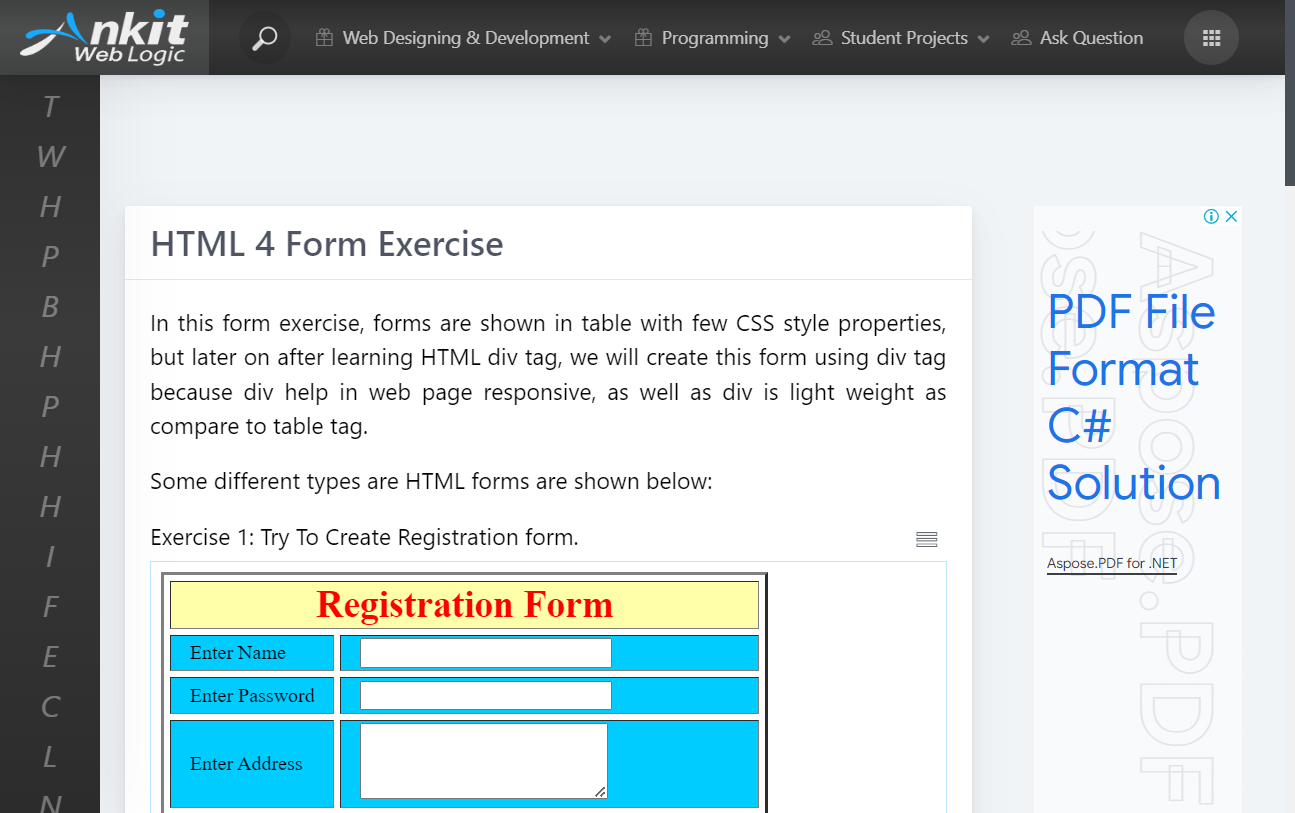 Ankit
Web Logic
Web Designing & Development
Programming
Student Projects
Ask Question
T
W
H
P
B
H
P
H
H
I
F
E
C
L
N
HTML 4 Form Exercise
In this form exercise, forms are shown in table with few CSS style properties,
but later on after learning HTML div tag, we will create this form using div tag
because div help in web page responsive, as well as div is light weight as
compare to table tag.
Some different types are HTML forms are shown below:
Exercise 1: Try To Create Registration form.
Registration Form
Enter Name
Enter Password
Enter Address
PDF File
Format
C#
Solution
Aspose.PDF for .NET
Aspose.PDF
ose.PDF